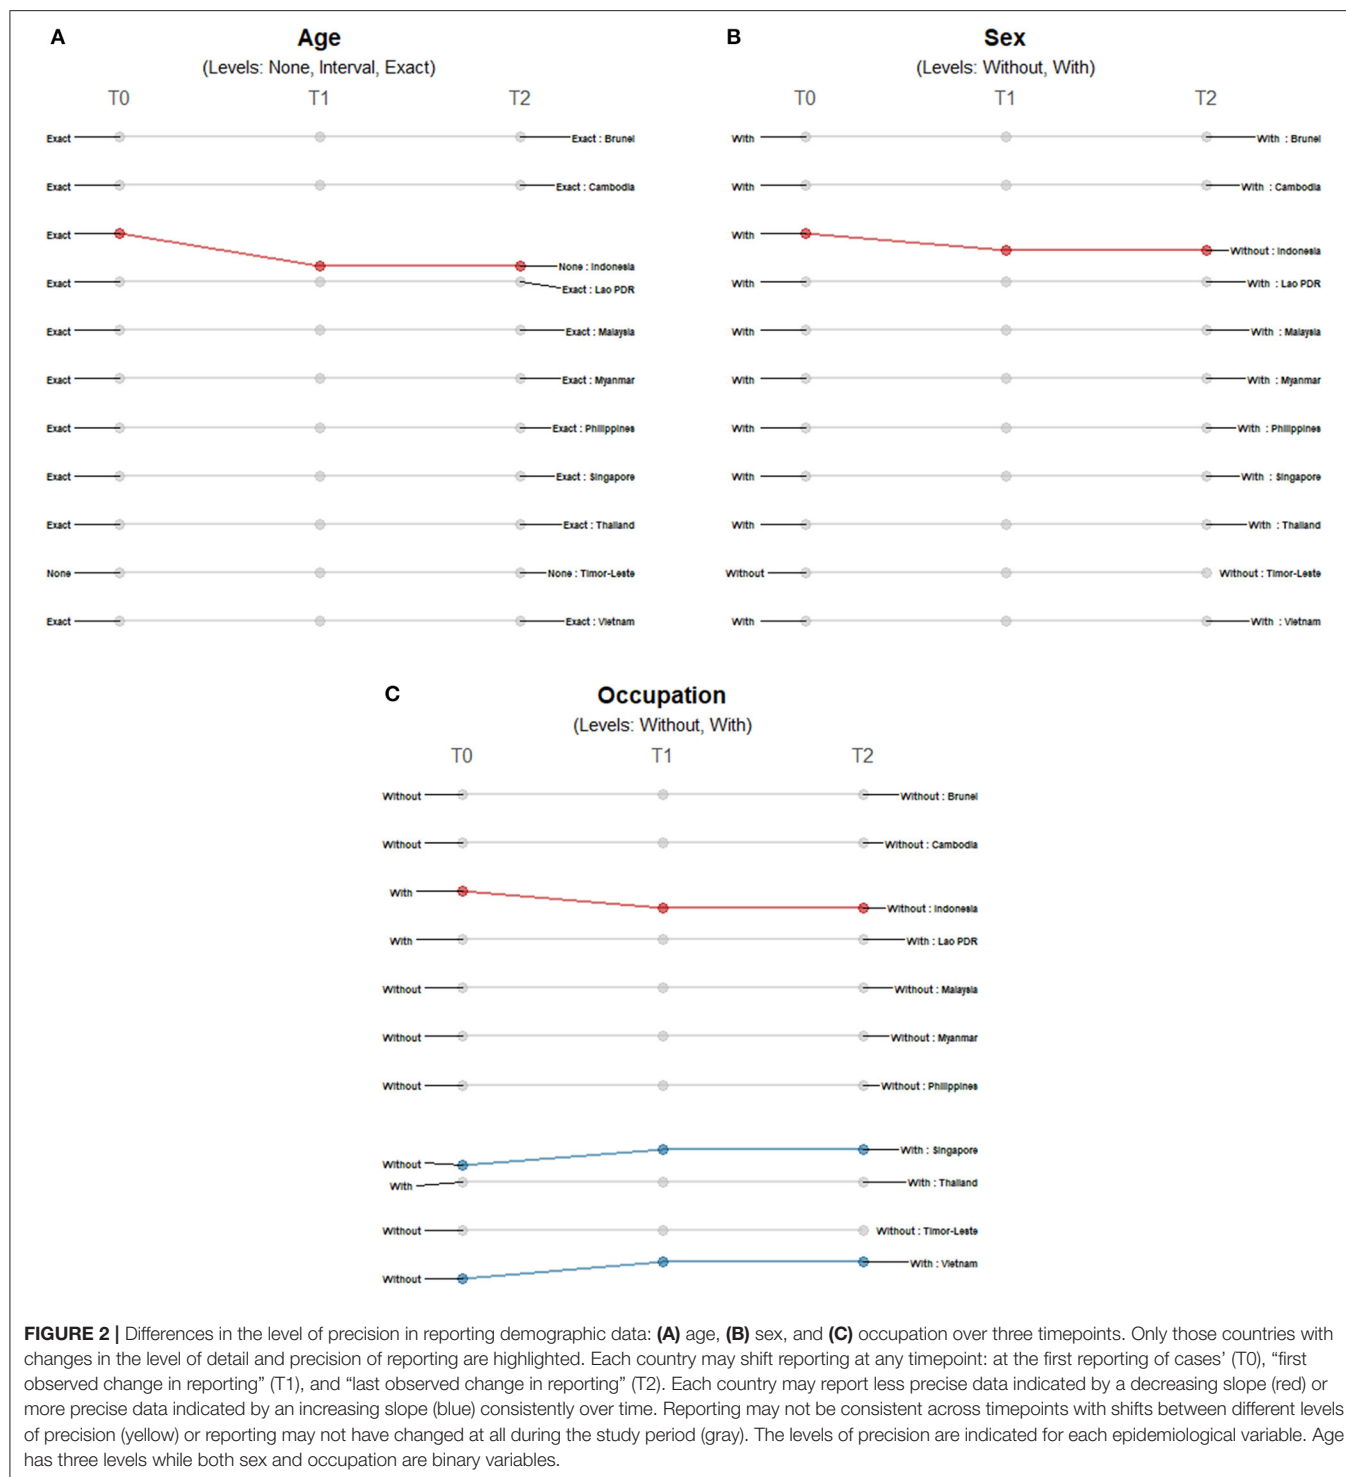 A
Age
(Levels: None, Interval, Exact)
T0 T1 T2
Exact Exact : Brunei
Exact Exact : Cambodia
Exact None : Indonesia
Exact Exact : Lao PDR
Exact Exact : Malaysia
Exact Exact : Myanmar
Exact Exact : Philippines
Exact Exact : Singapore
Exact Exact : Thailand
None None : Timor-Leste
Exact Exact : Vietnam
B
Sex
(Levels: Without, With)
T0 T1 T2
With With : Brunei
With With : Cambodia
With Without : Indonesia
With With : Lao PDR
With With : Malaysia
With With : Myanmar
With With : Philippines
With With : Singapore
With With : Thailand
Without Without : Timor-Leste
With With : Vietnam
C
Occupation
(Levels: Without, With)
T0 T1 T2
Without Without : Brunei
Without Without : Cambodia
With Without : Indonesia
With With : Lao PDR
Without Without : Malaysia
Without Without : Myanmar
Without Without : Philippines
Without With : Singapore
With With : Thailand
Without Without : Timor-Leste
Without With : Vietnam
FIGURE 2 | Differences in the level of precision in reporting demographic data: (A) age, (B) sex, and (C) occupation over three timepoints. Only those countries with
changes in the level of detail and precision of reporting are highlighted. Each country may shift reporting at any timepoint: at the first reporting of cases' (T0), “first
observed change in reporting” (T1), and “last observed change in reporting” (T2). Each country may report less precise data indicated by a decreasing slope (red) or
more precise data indicated by an increasing slope (blue) consistently over time. Reporting may not be consistent across timepoints with shifts between different levels
of precision (yellow) or reporting may not have changed at all during the study period (gray). The levels of precision are indicated for each epidemiological variable. Age
has three levels while both sex and occupation are binary variables.